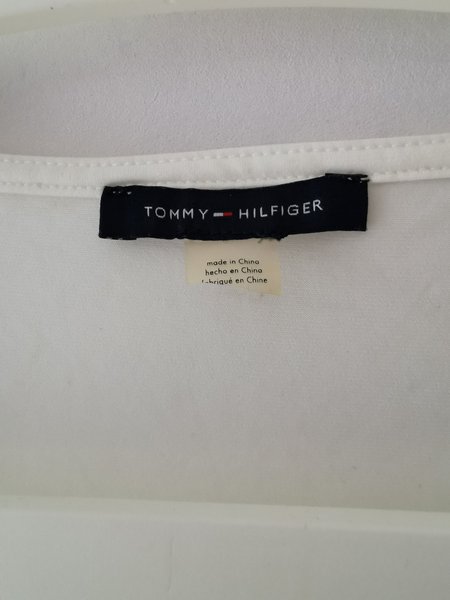 TOMMY HILFIGER
made in China
hecho en China
fabriqué en Chine